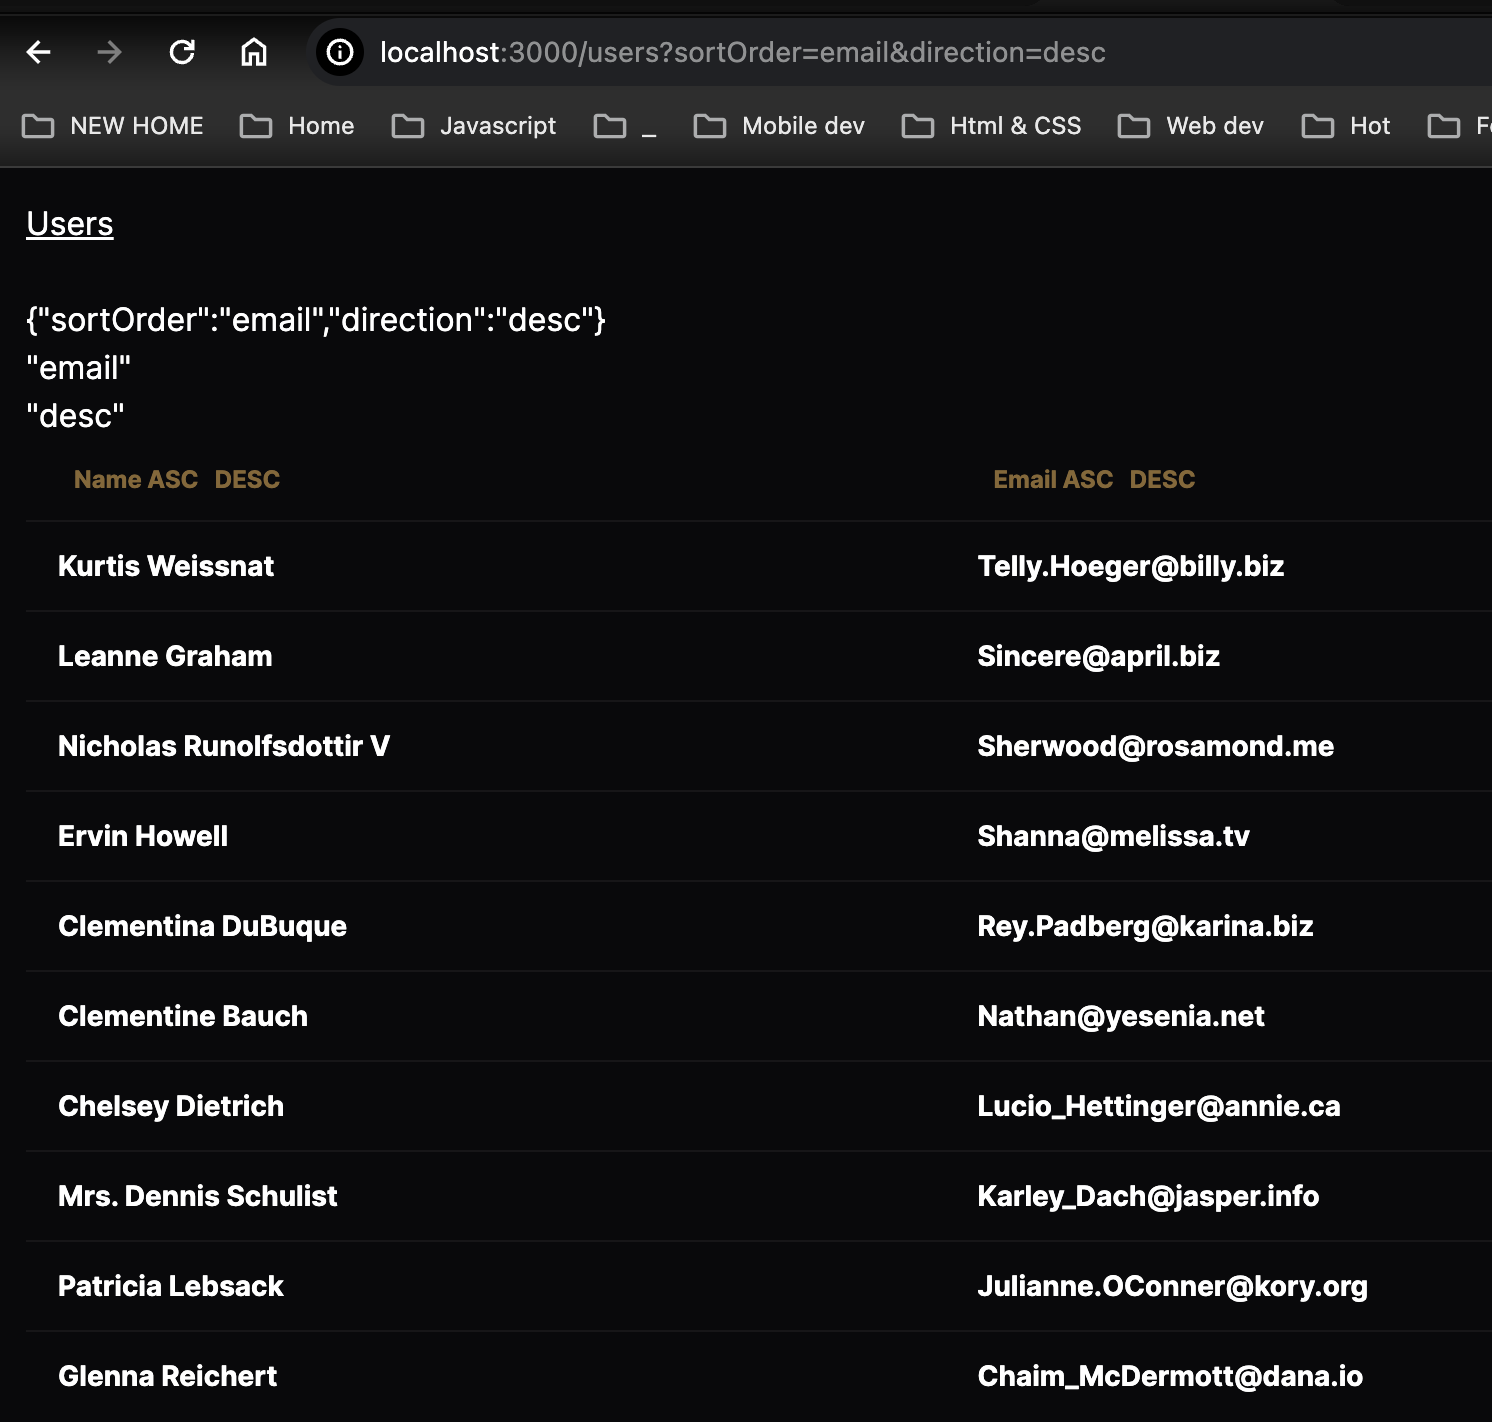 localhost:3000/users?sortOrder=email&direction=desc
NEW HOME Home Javascript _ Mobile dev Html & CSS Web dev Hot
Users
{"sortOrder":"email","direction":"desc"}
"email"
"desc"
Name ASC DESC Email ASC DESC
Kurtis Weissnat Telly.Hoeger@billy.biz
Leanne Graham Sincere@april.biz
Nicholas Runolfsdottir V Sherwood@rosamond.me
Ervin Howell Shanna@melissa.tv
Clementina DuBuque Rey.Padberg@karina.biz
Clementine Bauch Nathan@yesenia.net
Chelsey Dietrich Lucio_Hettinger@annie.ca
Mrs. Dennis Schulist Karley_Dach@jasper.info
Patricia Lebsack Julianne.OConner@kory.org
Glenna Reichert Chaim_McDermott@dana.io